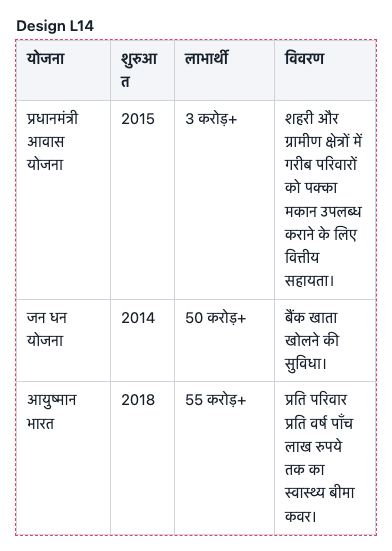 Design L14
योजना
शुरुआ
त
लाभार्थी
विवरण
प्रधानमंत्री
आवास
योजना
2015
3 करोड़+
शहरी और
ग्रामीण क्षेत्रों में
गरीब परिवारों
को पक्का
मकान उपलब्ध
कराने के लिए
वित्तीय
सहायता।
जन धन
योजना
2014
50 करोड़+
बैंक खाता
खोलने की
सुविधा।
आयुष्मान
भारत
2018
55 करोड़+
प्रति परिवार
प्रति वर्ष पाँच
लाख रुपये
तक का
स्वास्थ्य बीमा
कवर।